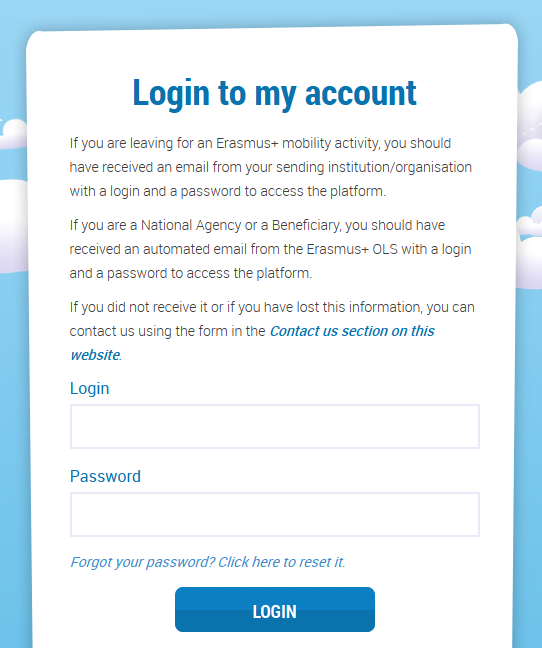 Login to my account
If you are leaving for an Erasmus+ mobility activity, you should
have received an email from your sending institution/organisation
with a login and a password to access the platform.
If you are a National Agency or a Beneficiary, you should have
received an automated email from the Erasmus+ OLS with a login
and a password to access the platform.
If you did not receive it or if you have lost this information, you can
contact us using the form in the Contact us section on this
website.
Login
Password
Forgot your password? Click here to reset it.
LOGIN